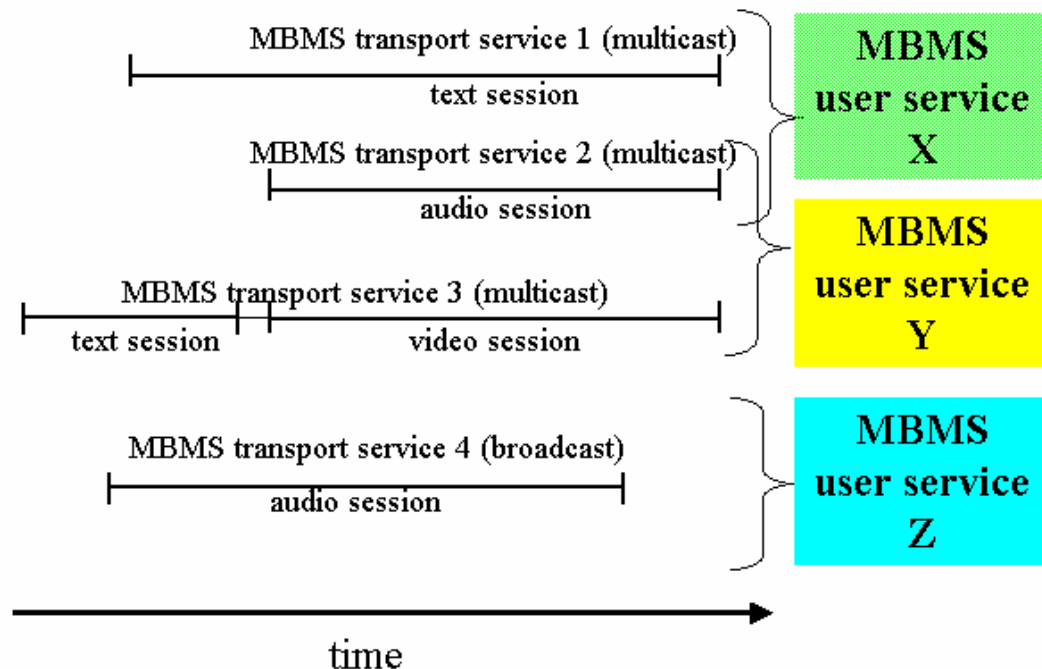 MBMS transport service 1 (multicast)
text session
MBMS transport service 2 (multicast)
audio session
MBMS transport service 3 (multicast)
text session
video session
MBMS transport service 4 (broadcast)
audio session
time
MBMS
user service
X
MBMS
user service
Y
MBMS
user service
Z